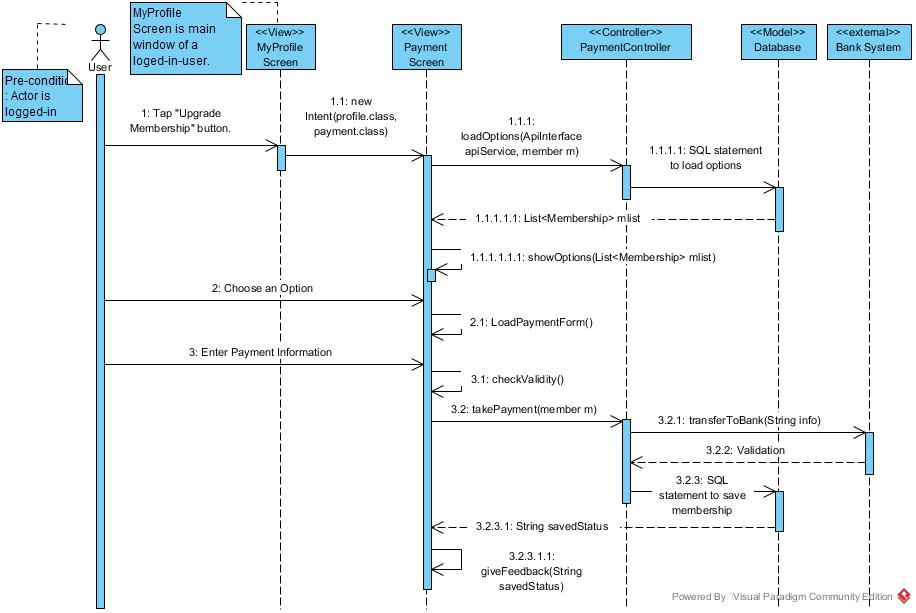 MyProfile
Screen is main
window of a
loged-in-user.
<<View>>
MyProfile
Screen
<<View>>
Payment
Screen
<<Controller>>
PaymentController
<<Model>>
Database
<<external>>
Bank System
User
Pre-conditic
: Actor is
logged-in
1: Tap "Upgrade
Membership" button.
1.1: new
Intent(profile.class,
payment.class)
1.1.1:
loadOptions(ApiInterface
apiService, member m)
1.1.1.1: SQL statement
to load options
1.1.1.1.1: List<Membership> mlist
1.1.1.1.1.1: showOptions(List<Membership> mlist)
2: Choose an Option
2.1: LoadPaymentForm()
3: Enter Payment Information
3.1: checkValidity()
3.2: takePayment(member m)
3.2.1: transferToBank(String info)
3.2.2: Validation
3.2.3: SQL
statement to save
membership
3.2.3.1: String savedStatus
3.2.3.1.1:
giveFeedback(String
savedStatus)
Powered By Visual Paradigm Community Edition